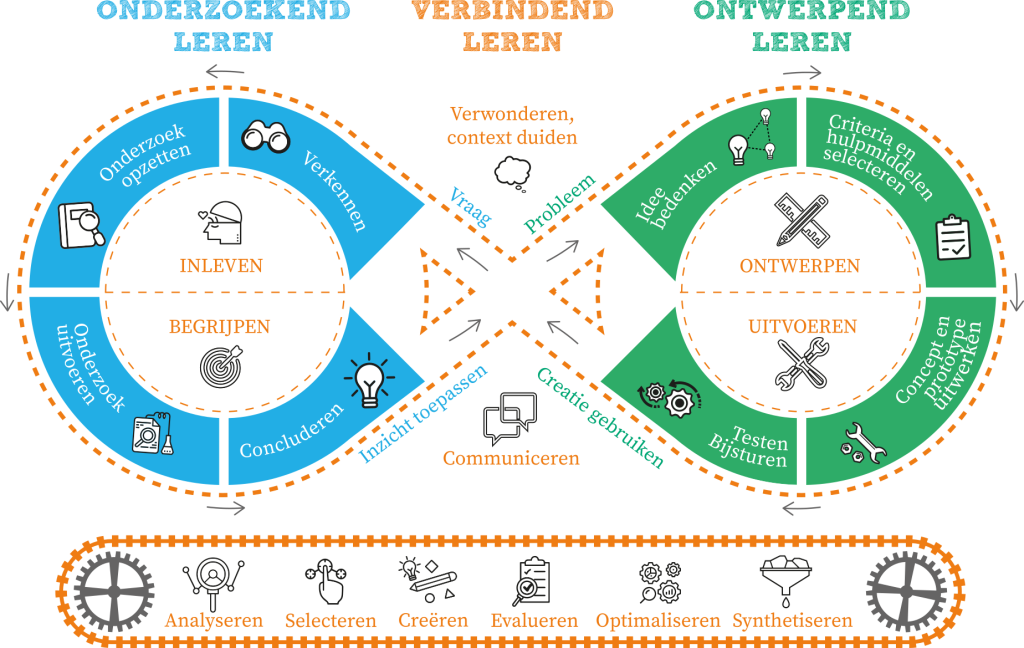 ONDERZOEKEND
LEREN
VERBINDEND
LEREN
ONTWERPEND
LEREN
Onderzoek
opzetten
Verkennen
INLEVEN
BEGRIJPEN
Onderzoek
uitvoeren
Concluderen
Verwonderen,
context duiden
Vraag
Probleem
Inzicht toepassen
Creatie gebruiken
Communiceren
Idee
bedenken
Criteria en
hulpmiddelen
selecteren
ONTWERPEN
UITVOEREN
Concept en
prototype
uitwerken
Testen
Bijsturen
Analyseren
Selecteren
Creëren
Evalueren
Optimaliseren
Synthetiseren